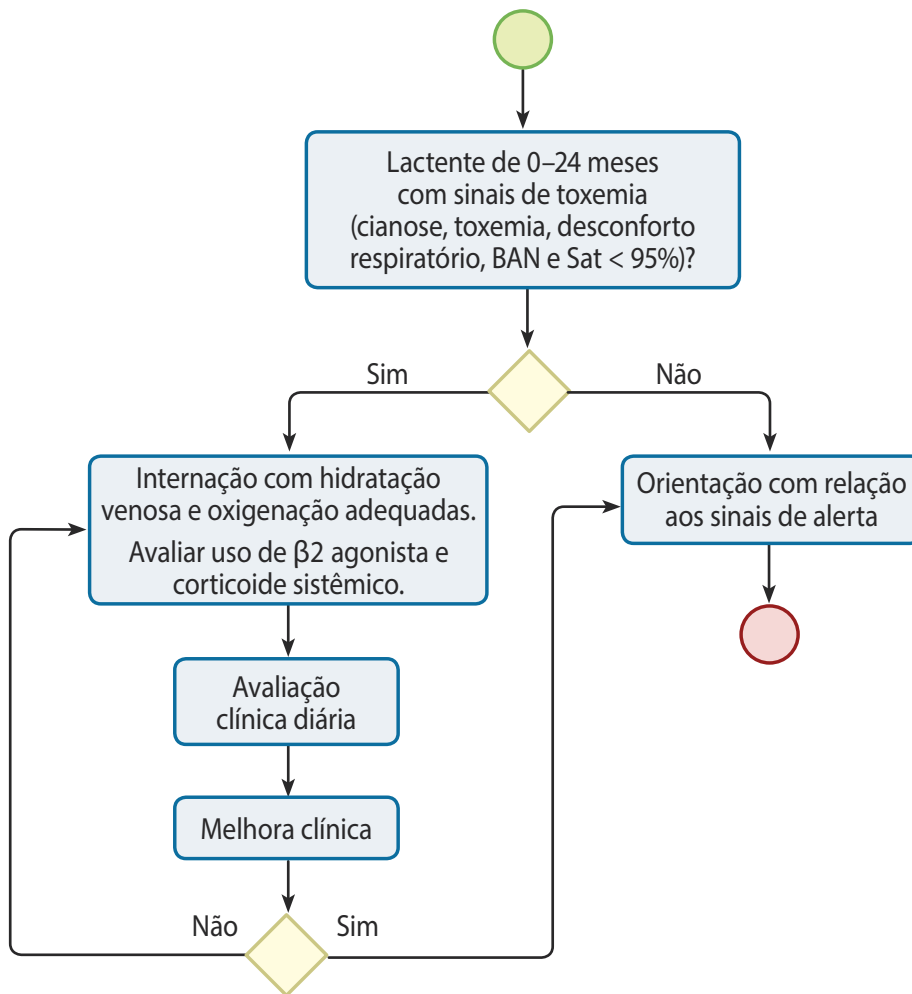 Lactente de 0–24 meses
com sinais de toxemia
(cianose, toxemia, desconforto
respiratório, BAN e Sat < 95%)?
Sim
Não
Internação com hidratação
venosa e oxigenação adequadas.
Avaliar uso de β2 agonista e
corticoide sistêmico.
Orientação com relação
aos sinais de alerta
Avaliação
clínica diária
Melhora clínica
Não
Sim